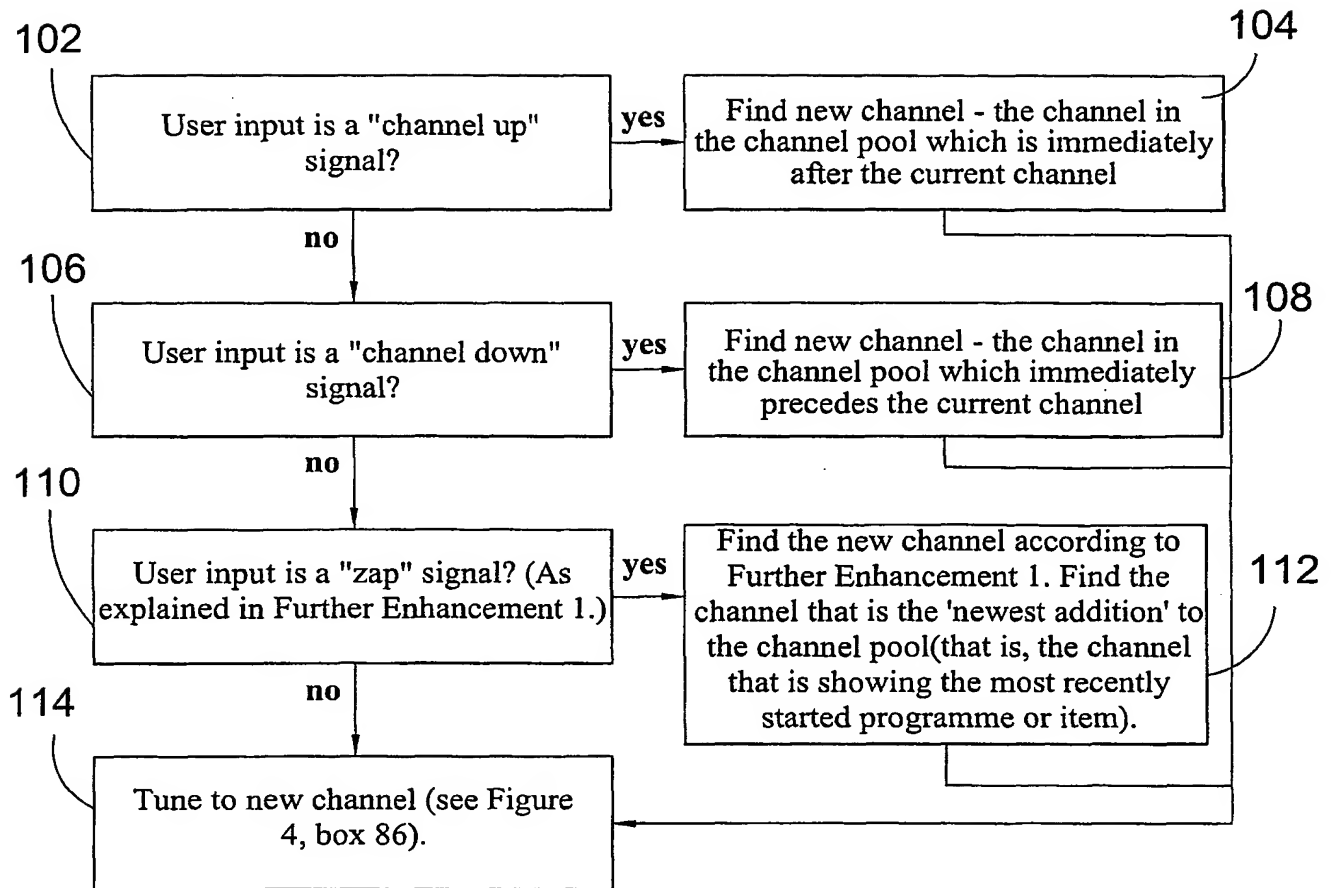 102
104
User input is a "channel up"
signal?
yes
Find new channel - the channel in
the channel pool which is immediately
after the current channel
no
106
108
User input is a "channel down"
signal?
yes
Find new channel - the channel in
the channel pool which immediately
precedes the current channel
no
110
112
User input is a "zap" signal? (As
explained in Further Enhancement 1.)
yes
Find the new channel according to
Further Enhancement 1. Find the
channel that is the 'newest addition' to
the channel pool(that is, the channel
that is showing the most recently
started programme or item).
no
114
Tune to new channel (see Figure
4, box 86).